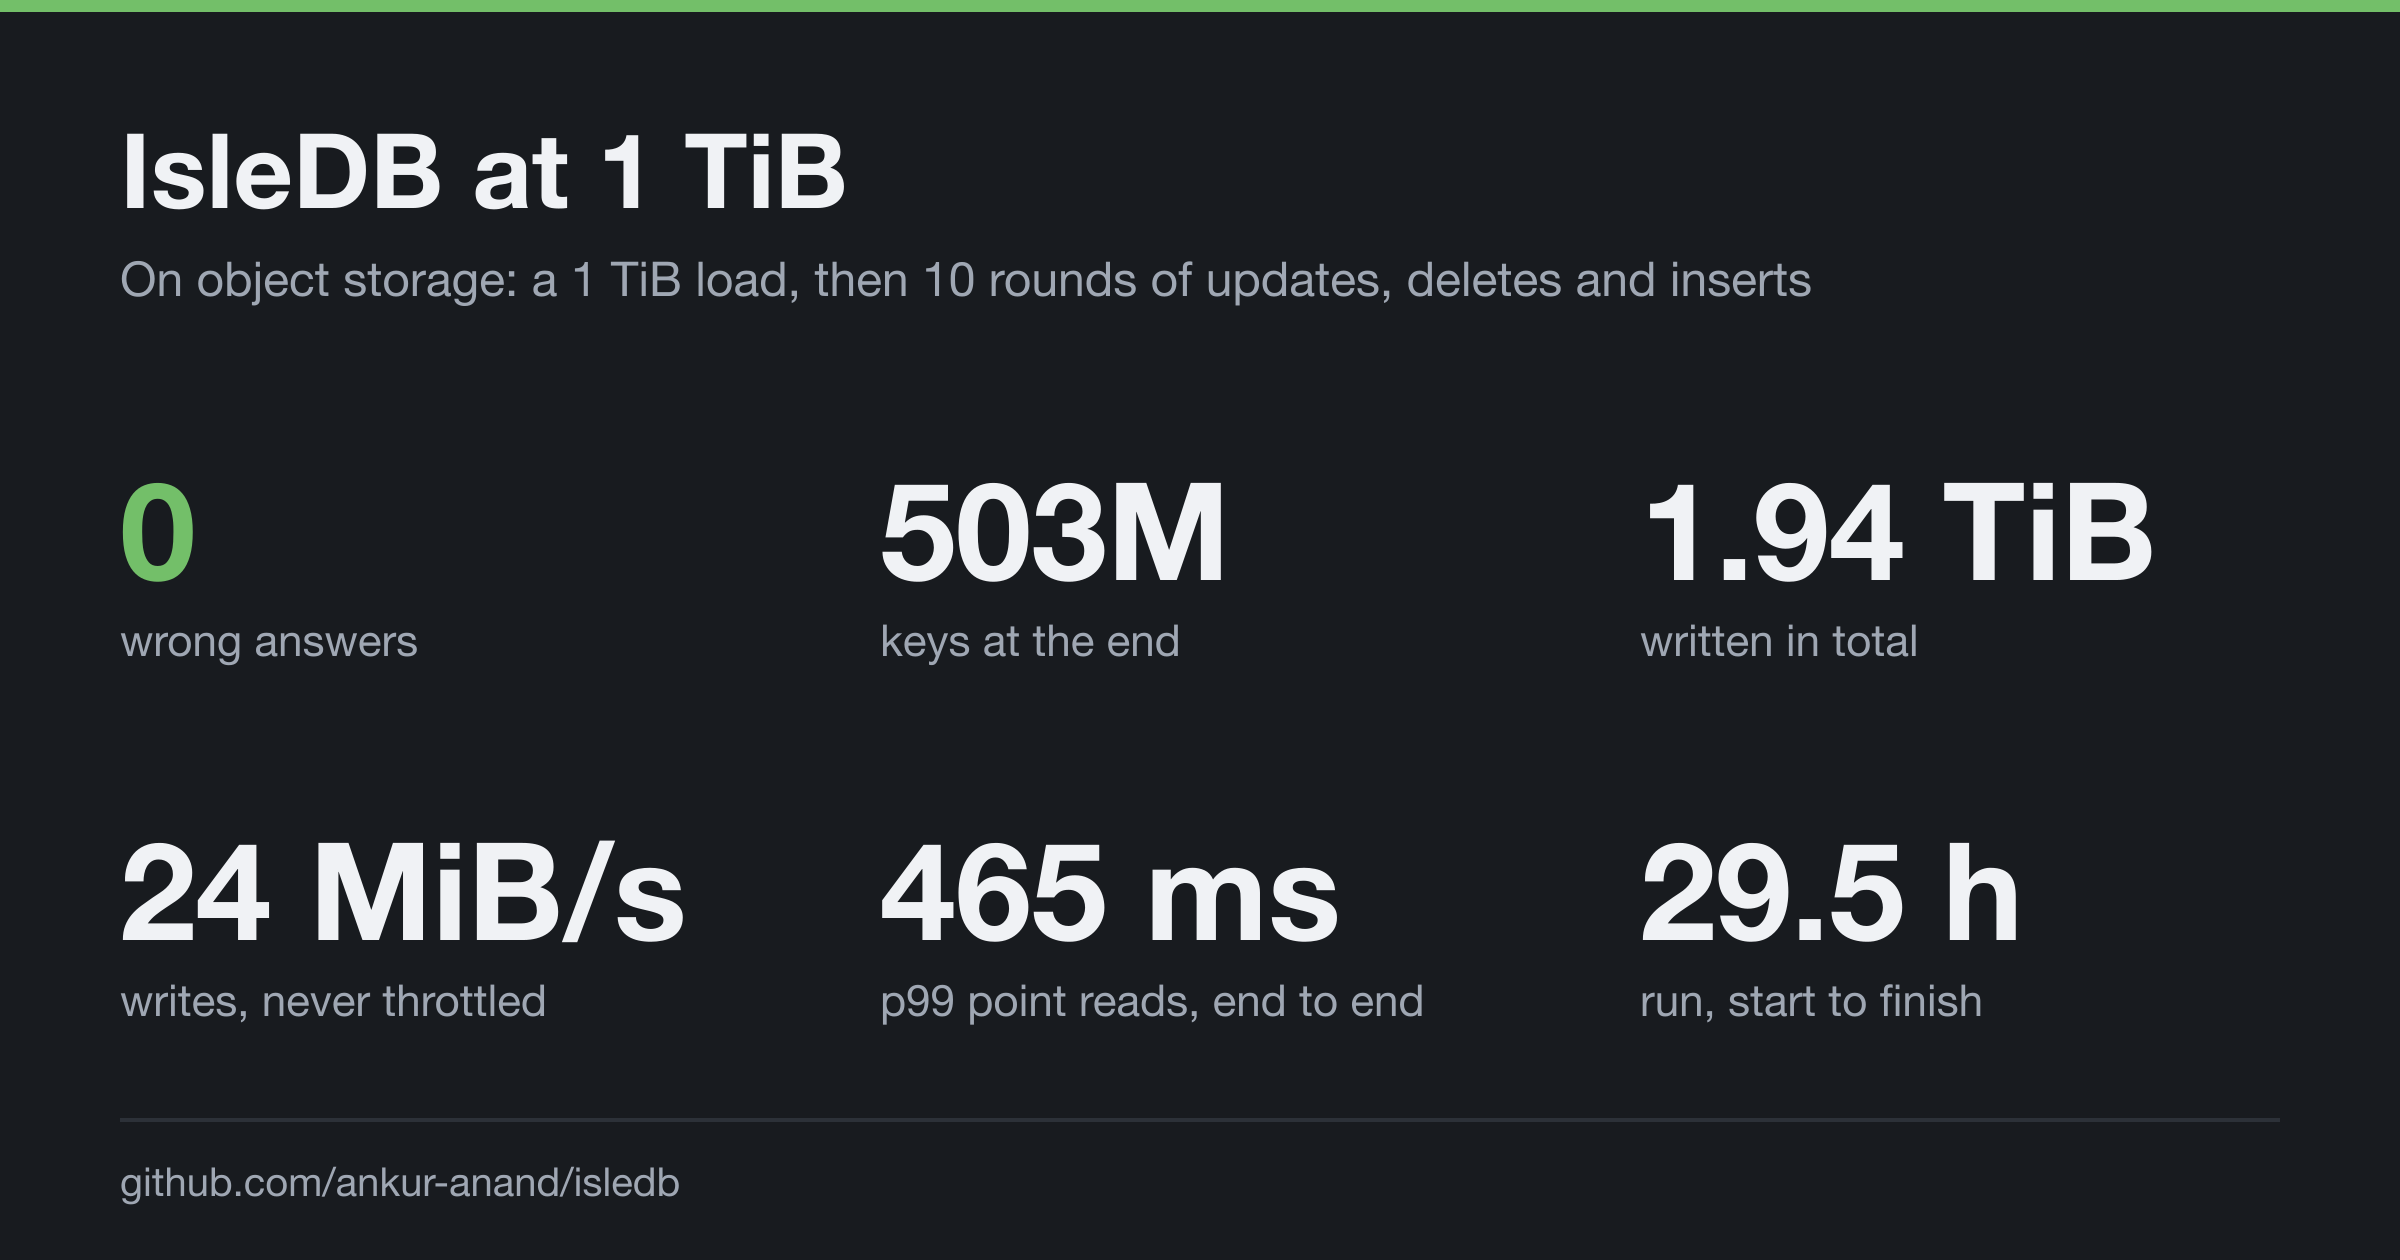 IsleDB at 1 TiB
On object storage: a 1 TiB load, then 10 rounds of updates, deletes and inserts
0
wrong answers
503M
keys at the end
1.94 TiB
written in total
24 MiB/s
writes, never throttled
465 ms
p99 point reads, end to end
29.5 h
run, start to finish
github.com/ankur-anand/isledb